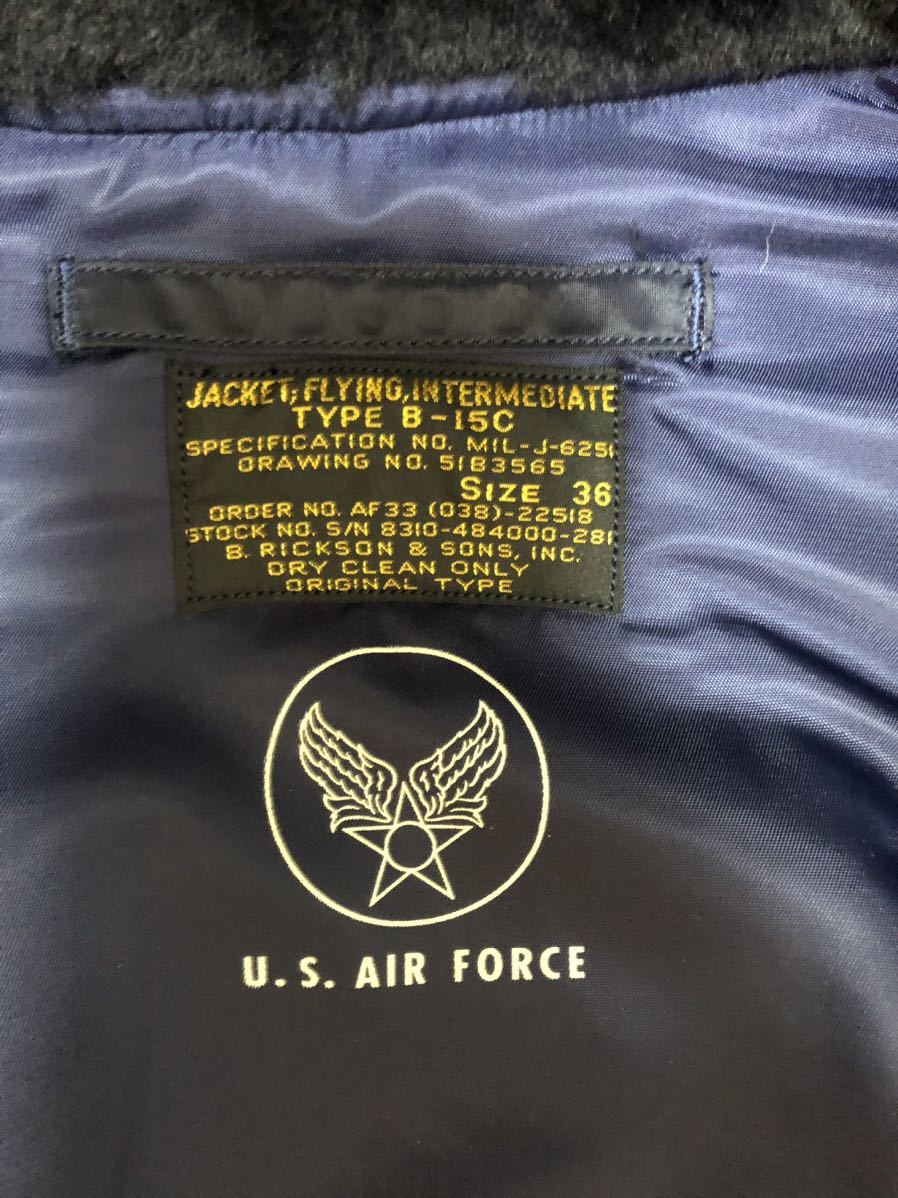 JACKET, FLYING, INTERMEDIATE
TYPE B-15C
SPECIFICATION NO. MIL-J-6251
DRAWING NO. 51B3565
SIZE 36
ORDER NO. AF33 (038)-22518
STOCK NO. S/N 8310-484000-281
B. RICKSON & SONS, INC.
DRY CLEAN ONLY
ORIGINAL TYPE
U.S. AIR FORCE